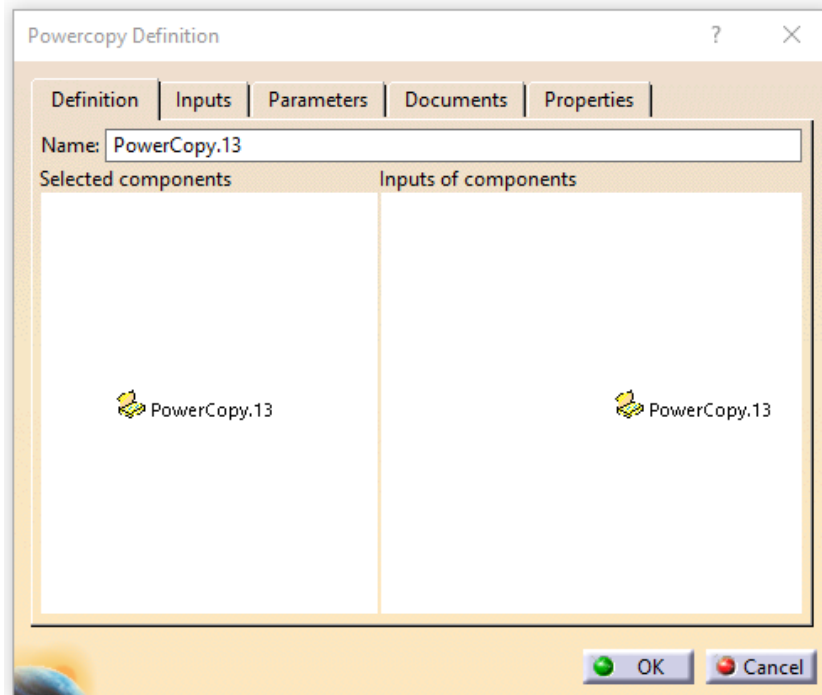 Powercopy Definition ?
Definition Inputs Parameters Documents Properties
Name: PowerCopy.13
Selected components Inputs of components
PowerCopy.13 PowerCopy.13
OK Cancel